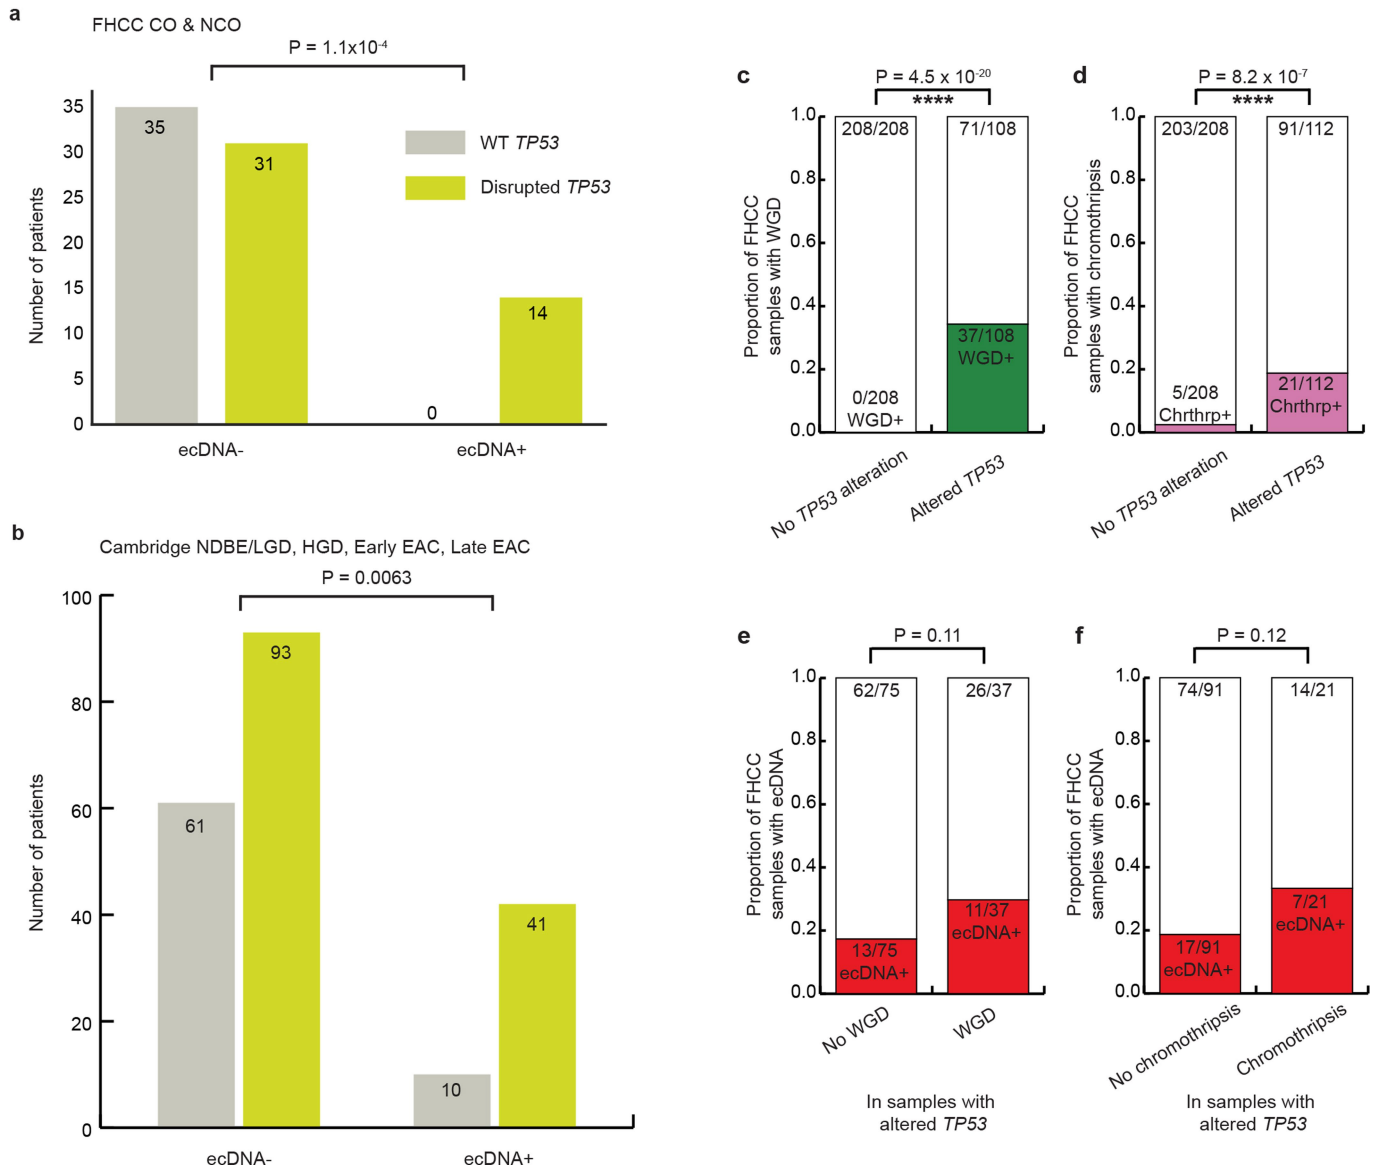 a
FHCC CO & NCO
P = 1.1x10-4
35
30
25
20
15
10
5
0
Number of patients
35
31
0
14
WT TP53
Disrupted TP53
ecDNA-
ecDNA+
b
Cambridge NDBE/LGD, HGD, Early EAC, Late EAC
P = 0.0063
100
80
60
40
20
0
Number of patients
61
93
10
41
ecDNA-
ecDNA+
c
P = 4.5 x 10-20
****
1.0
0.8
0.6
0.4
0.2
0.0
Proportion of FHCC
samples with WGD
208/208
71/108
0/208
WGD+
37/108
WGD+
No TP53 alteration
Altered TP53
d
P = 8.2 x 10-7
****
1.0
0.8
0.6
0.4
0.2
0.0
Proportion of FHCC
samples with chromothripsis
203/208
91/112
5/208
Chrthrp+
21/112
Chrthrp+
No TP53 alteration
Altered TP53
e
P = 0.11
1.0
0.8
0.6
0.4
0.2
0.0
Proportion of FHCC
samples with ecDNA
62/75
26/37
13/75
ecDNA+
11/37
ecDNA+
No WGD
WGD
In samples with
altered TP53
f
P = 0.12
1.0
0.8
0.6
0.4
0.2
0.0
Proportion of FHCC
samples with ecDNA
74/91
14/21
17/91
ecDNA+
7/21
ecDNA+
No chromothripsis
Chromothripsis
In samples with
altered TP53